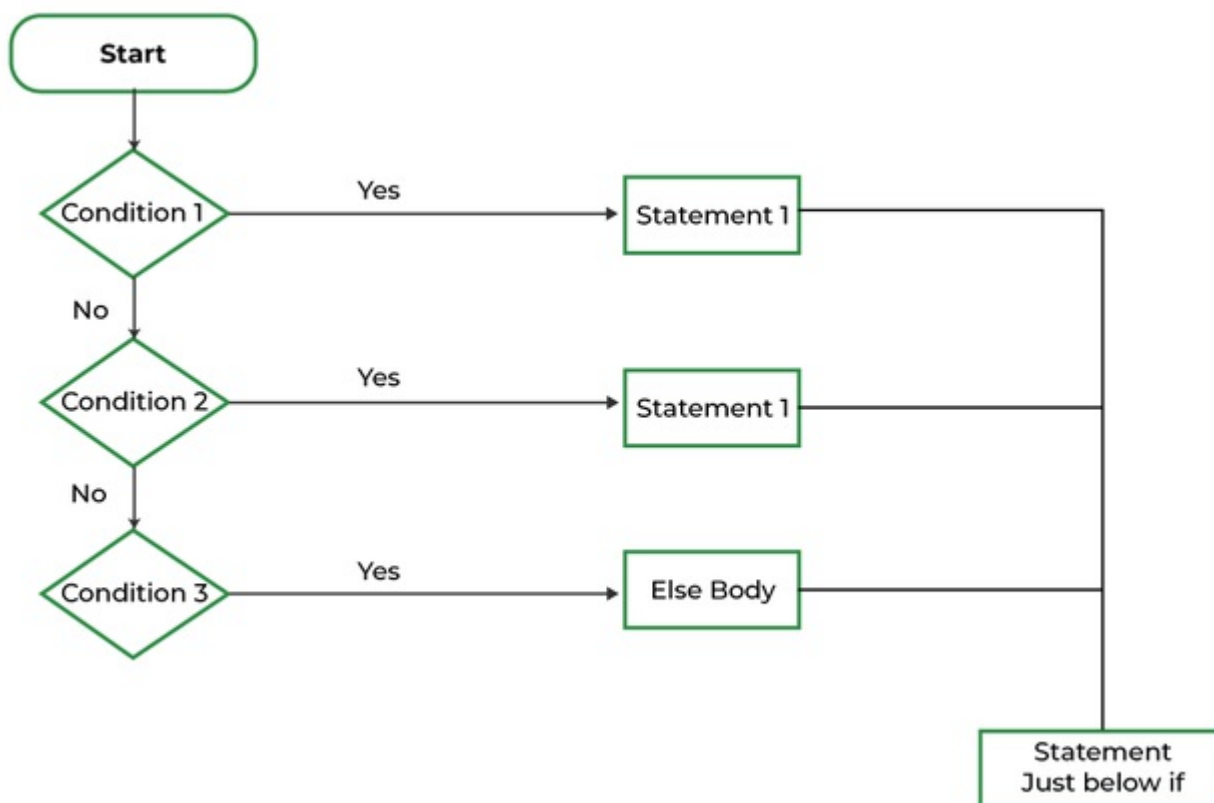 Start
Condition 1
Yes
Statement 1
No
Condition 2
Yes
Statement 1
No
Condition 3
Yes
Else Body
Statement
Just below if